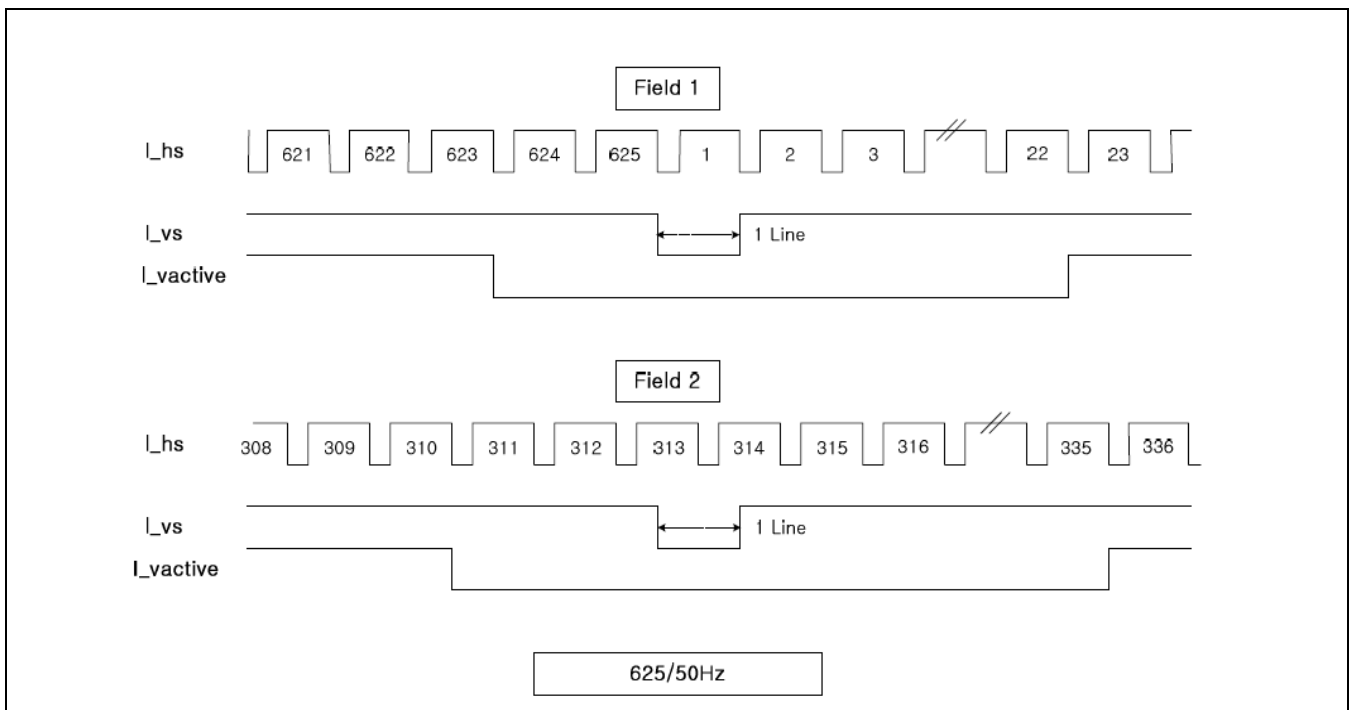 Field 1
I_hs 621 622 623 624 625 1 2 3 22 23
I_vs 1 Line
I_vactive
Field 2
I_hs 308 309 310 311 312 313 314 315 316 335 336
I_vs 1 Line
I_vactive
625/50Hz